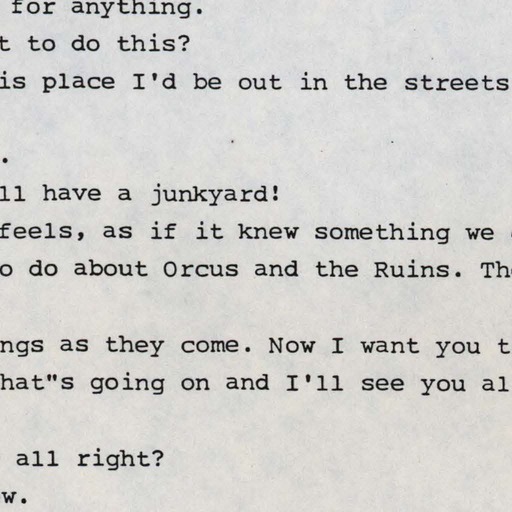 for anything.
t to do this?
is place I'd be out in the streets
.
ll have a junkyard!
feels, as if it knew something we
o do about Orcus and the Ruins. Th
ngs as they come. Now I want you t
hat"s going on and I'll see you al
all right?
w.